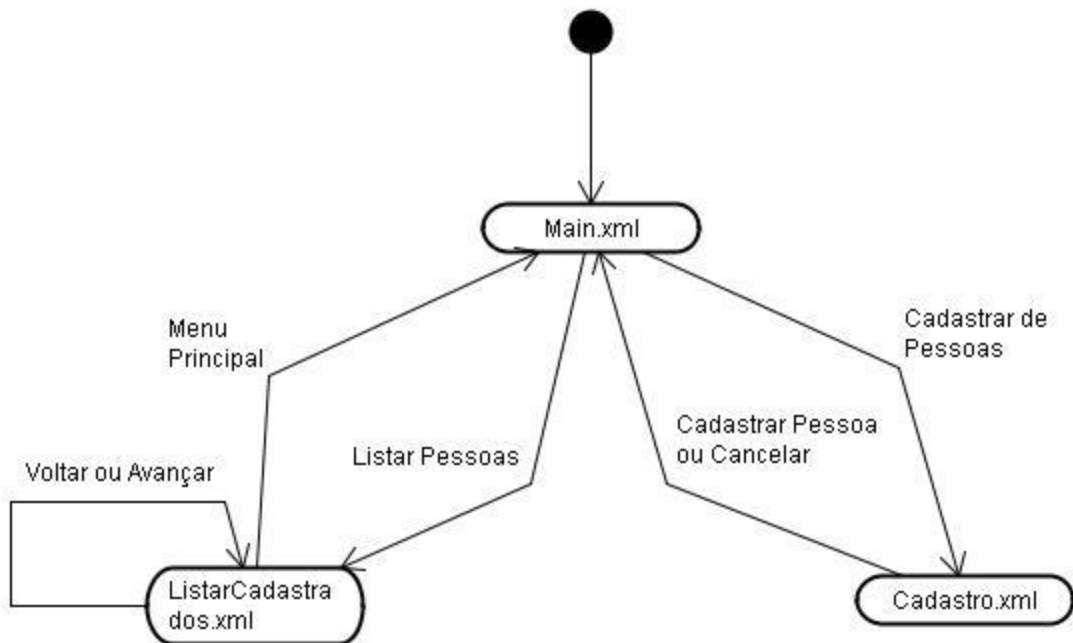 Main.xml
Menu
Principal
Cadastrar de
Pessoas
Listar Pessoas
Cadastrar Pessoa
ou Cancelar
Voltar ou Avançar
ListarCadastra
dos.xml
Cadastro.xml